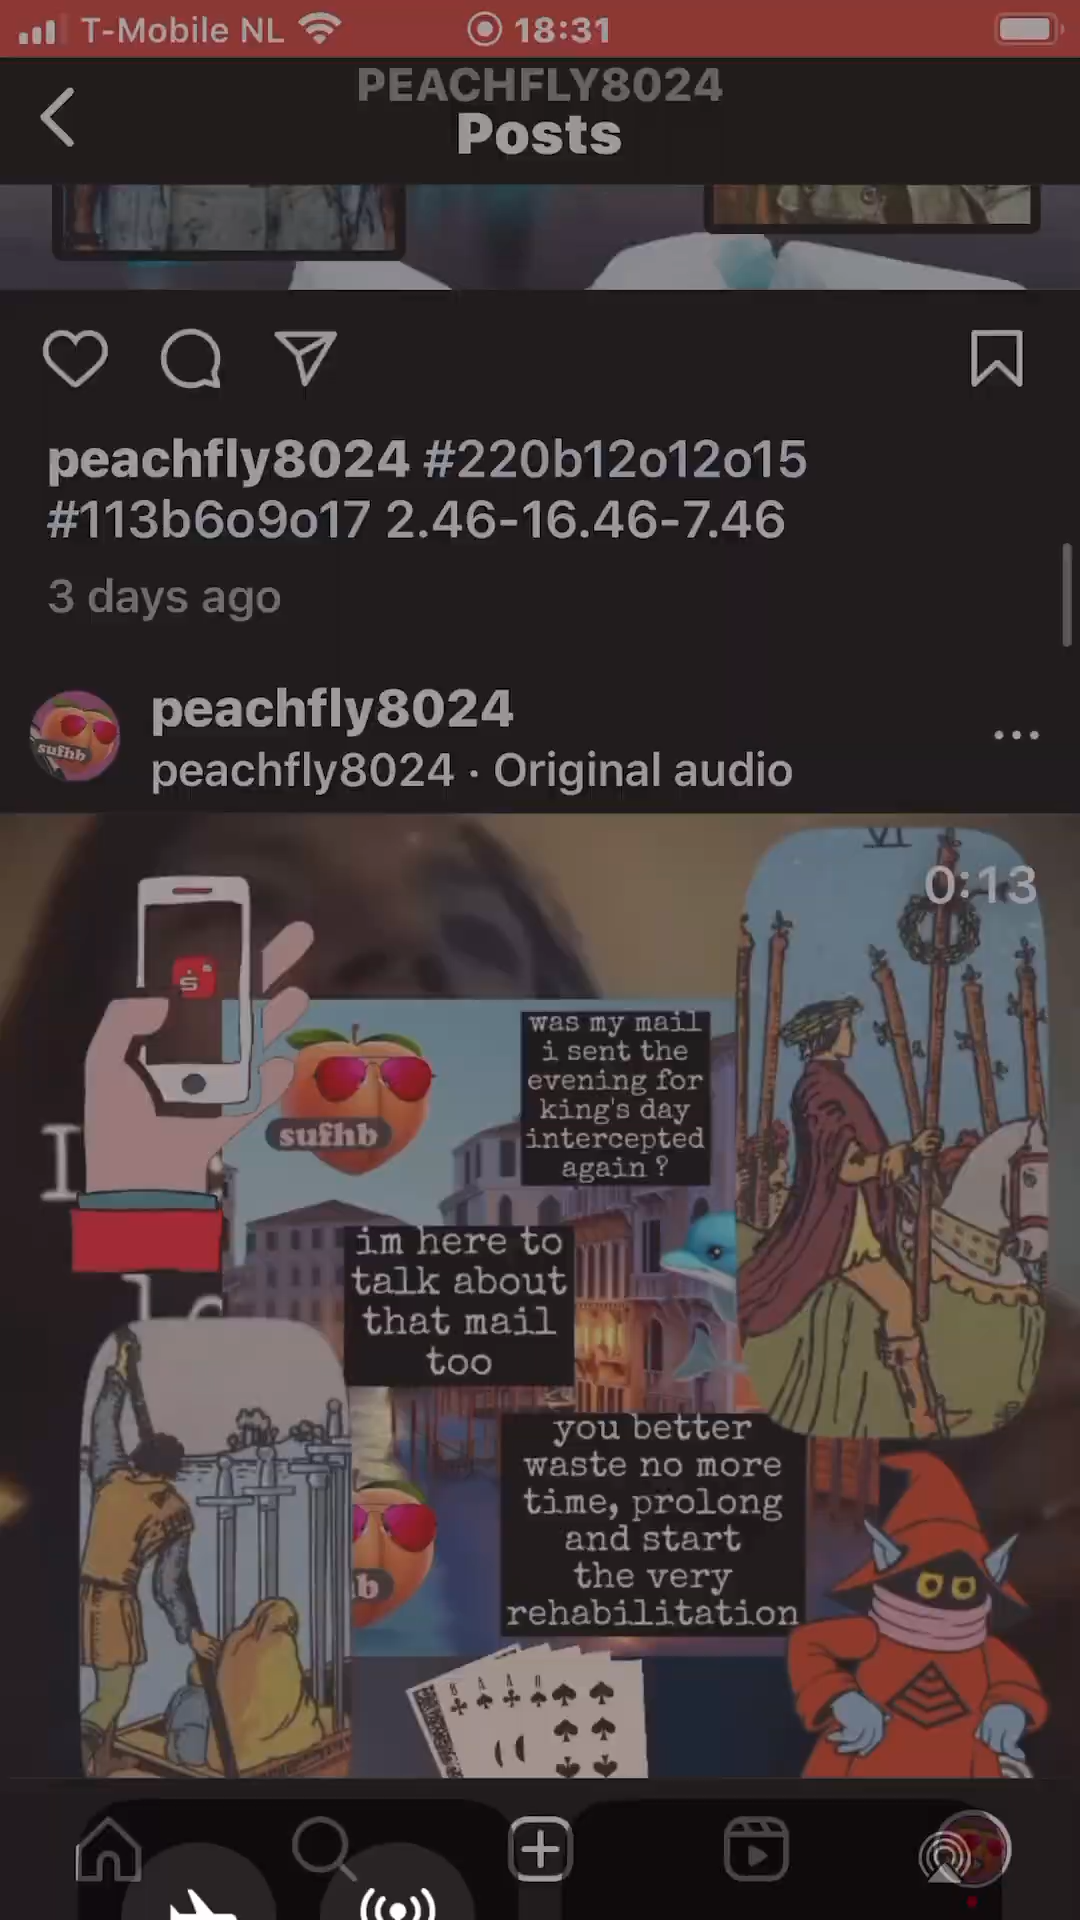 T-Mobile NL
18:31
PEACHFLY8024
Posts
peachfly8024 #220b12o12o15
#113b6o9o17 2.46-16.46-7.46
3 days ago
peachfly8024
sufhb
peachfly8024 · Original audio
VI
0:13
S
was my mail
i sent the
evening for
king's day
intercepted
again ?
sufhb
I
im here to
talk about
that mail
too
you better
waste no more
time, prolong
and start
the very
rehabilitation
b
8 A A